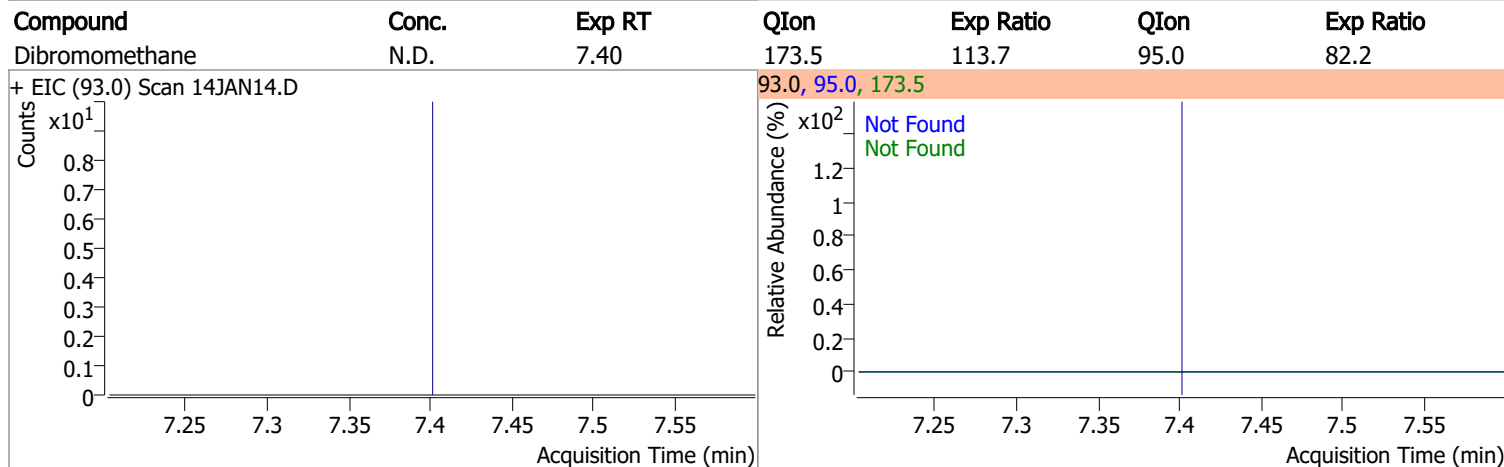 Compound Conc. Exp RT QIon Exp Ratio QIon Exp Ratio
Dibromomethane N.D. 7.40 173.5 113.7 95.0 82.2
+ EIC (93.0) Scan 14JAN14.D
Counts
x10¹
0.8
0.7
0.6
0.5
0.4
0.3
0.2
0.1
0
7.25 7.3 7.35 7.4 7.45 7.5 7.55
Acquisition Time (min)
93.0, 95.0, 173.5
Relative Abundance (%)
x10²
Not Found
Not Found
1.2
1
0.8
0.6
0.4
0.2
0
7.25 7.3 7.35 7.4 7.45 7.5 7.55
Acquisition Time (min)